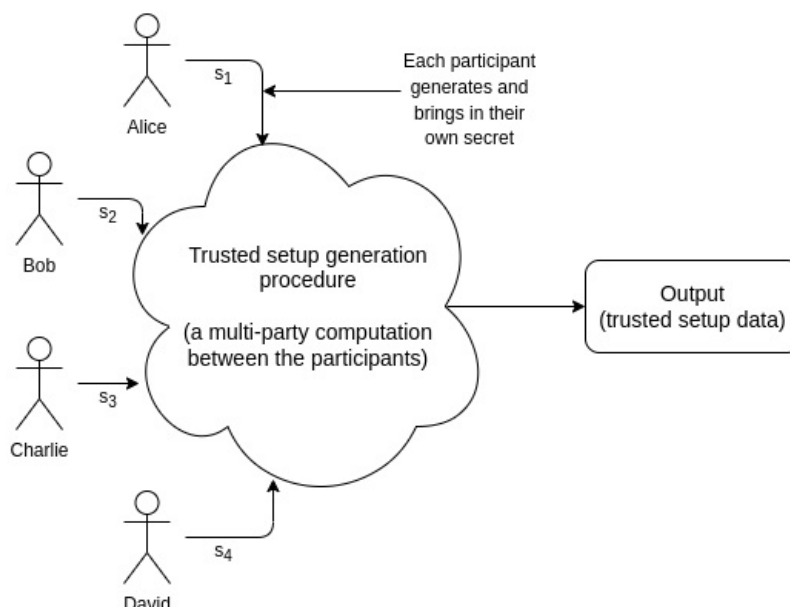 Alice
s1
Each participant
generates and
brings in their
own secret
Bob
s2
Trusted setup generation
procedure
(a multi-party computation
between the participants)
Output
(trusted setup data)
Charlie
s3
David
s4